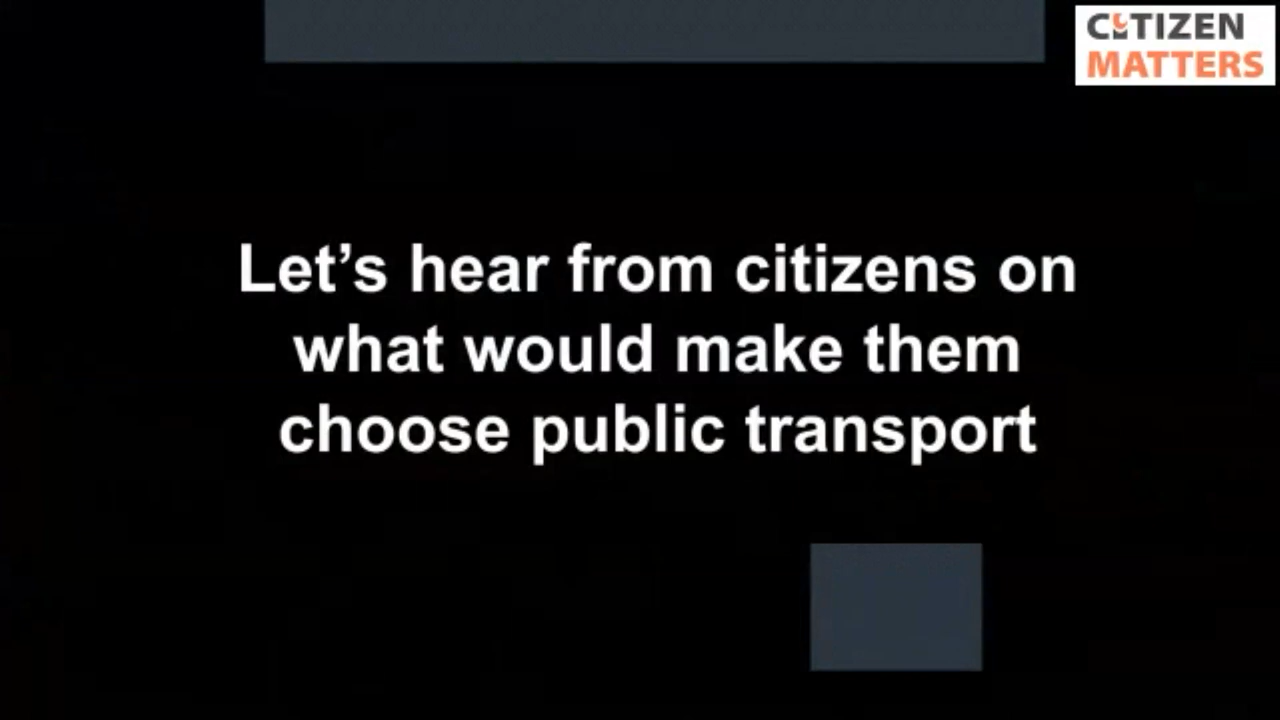 CITIZEN
MATTERS
Let’s hear from citizens on
what would make them
choose public transport